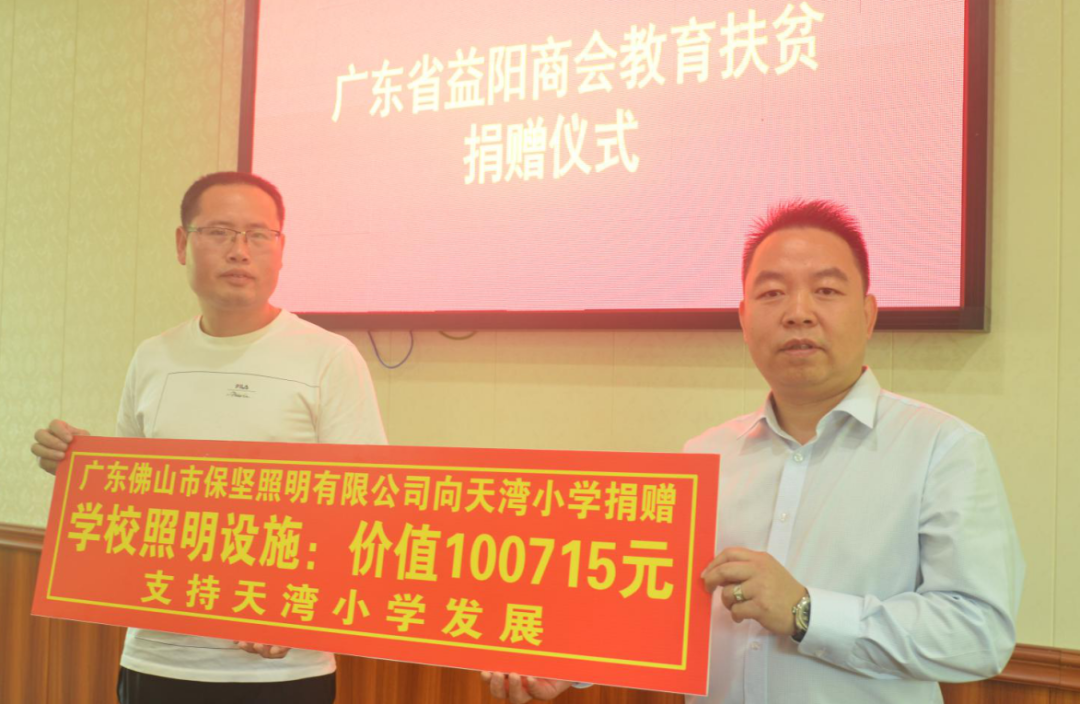 广东省益阳商会教育扶贫
捐赠仪式
FILA
广东佛山市保坚照明有限公司向天湾小学捐赠
学校照明设施：价值100715元
支持天湾小学发展